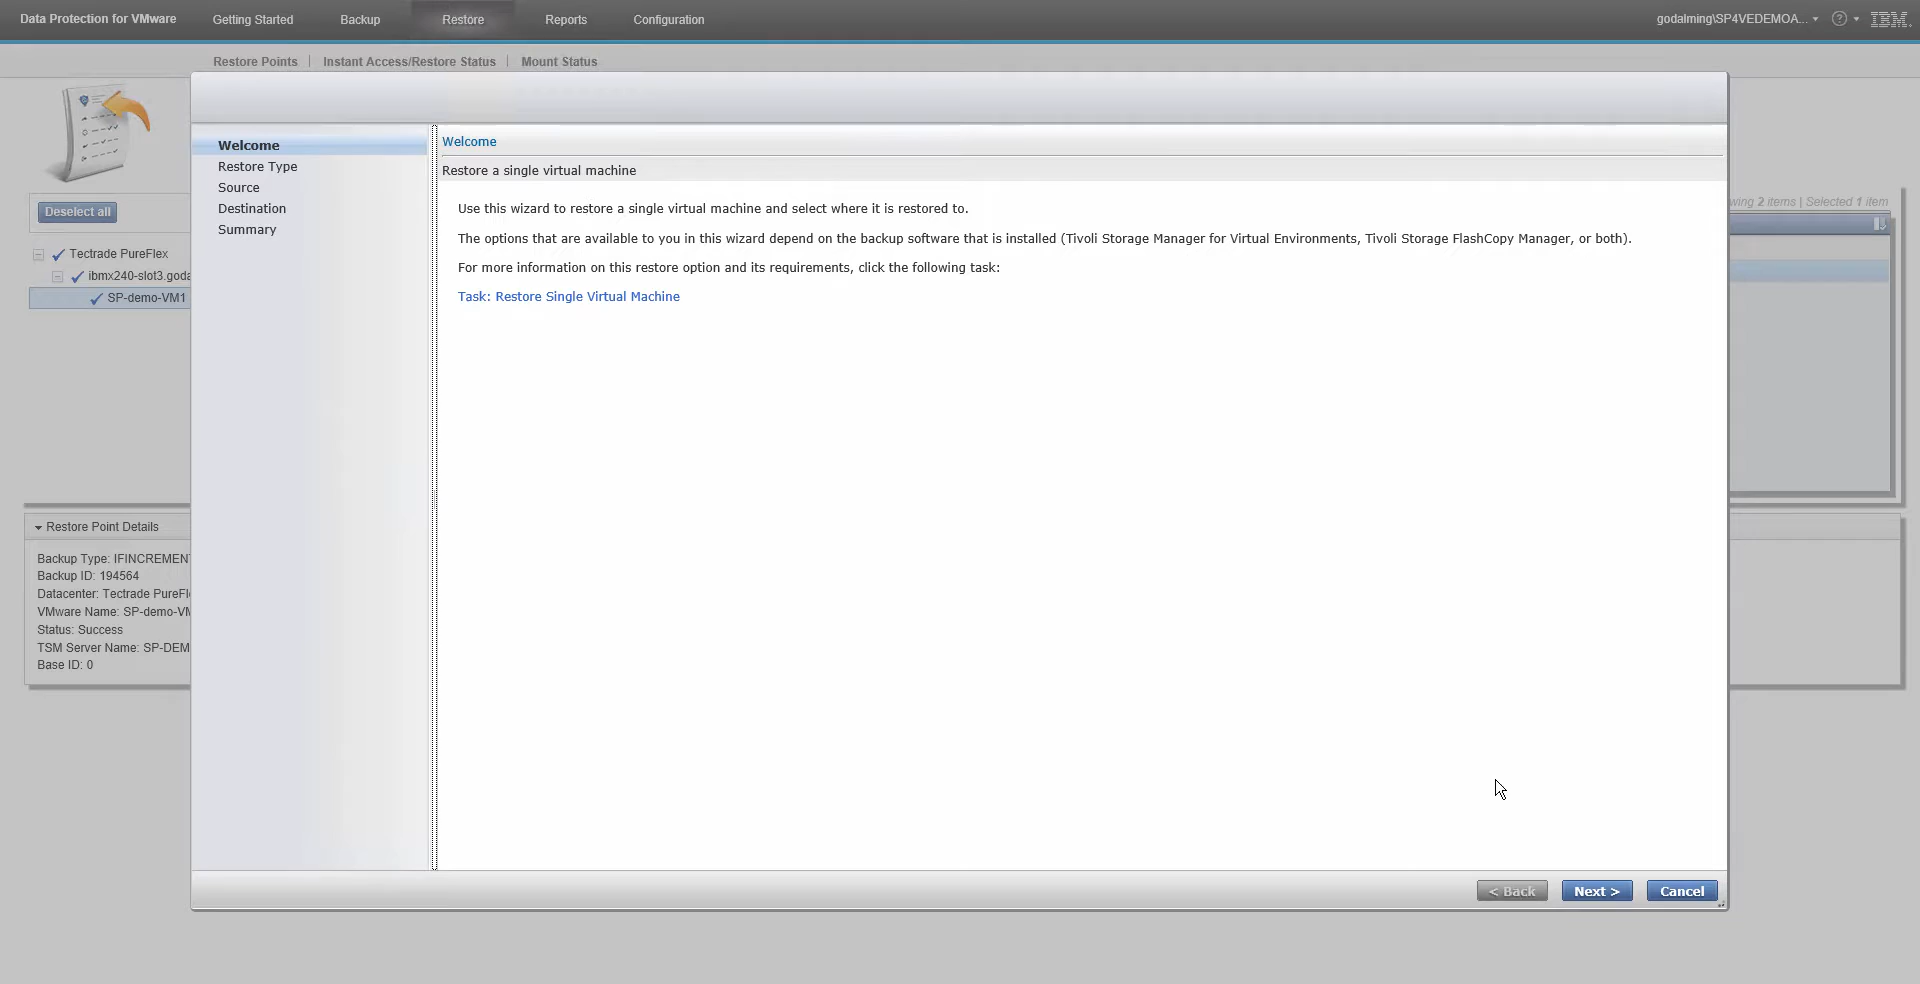 Data Protection for VMware
Getting Started
Backup
Restore
Reports
Configuration
godalming\SP4VEDEMOA...
?
IBM.
Restore Points | Instant Access/Restore Status | Mount Status
Deselect all
Tectrade PureFlex
ibmx240-slot3.goda
SP-demo-VM1
Restore Point Details
Backup Type: IFINCREMEN
Backup ID: 194564
Datacenter: Tectrade PureFl
VMware Name: SP-demo-VM
Status: Success
TSM Server Name: SP-DEM
Base ID: 0
Welcome
Restore Type
Source
Destination
Summary
Welcome
Restore a single virtual machine
Use this wizard to restore a single virtual machine and select where it is restored to.
The options that are available to you in this wizard depend on the backup software that is installed (Tivoli Storage Manager for Virtual Environments, Tivoli Storage FlashCopy Manager, or both).
For more information on this restore option and its requirements, click the following task:
Task: Restore Single Virtual Machine
wing 2 items | Selected 1 item
< Back
Next >
Cancel